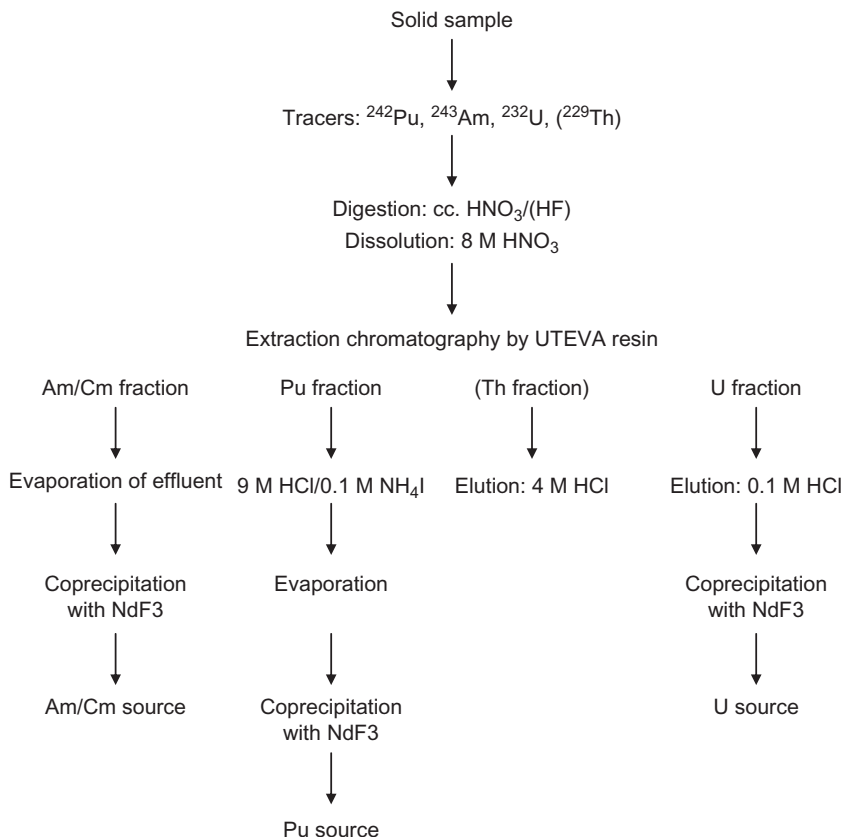 Solid sample
Tracers: ²⁴²Pu, ²⁴³Am, ²³²U, (²²⁹Th)
Digestion: cc. HNO₃/(HF)
Dissolution: 8 M HNO₃
Extraction chromatography by UTEVA resin
Am/Cm fraction
Pu fraction
(Th fraction)
U fraction
Evaporation of effluent
9 M HCl/0.1 M NH₄I
Elution: 4 M HCl
Elution: 0.1 M HCl
Coprecipitation
with NdF3
Evaporation
Coprecipitation
with NdF3
Am/Cm source
Coprecipitation
with NdF3
U source
Pu source